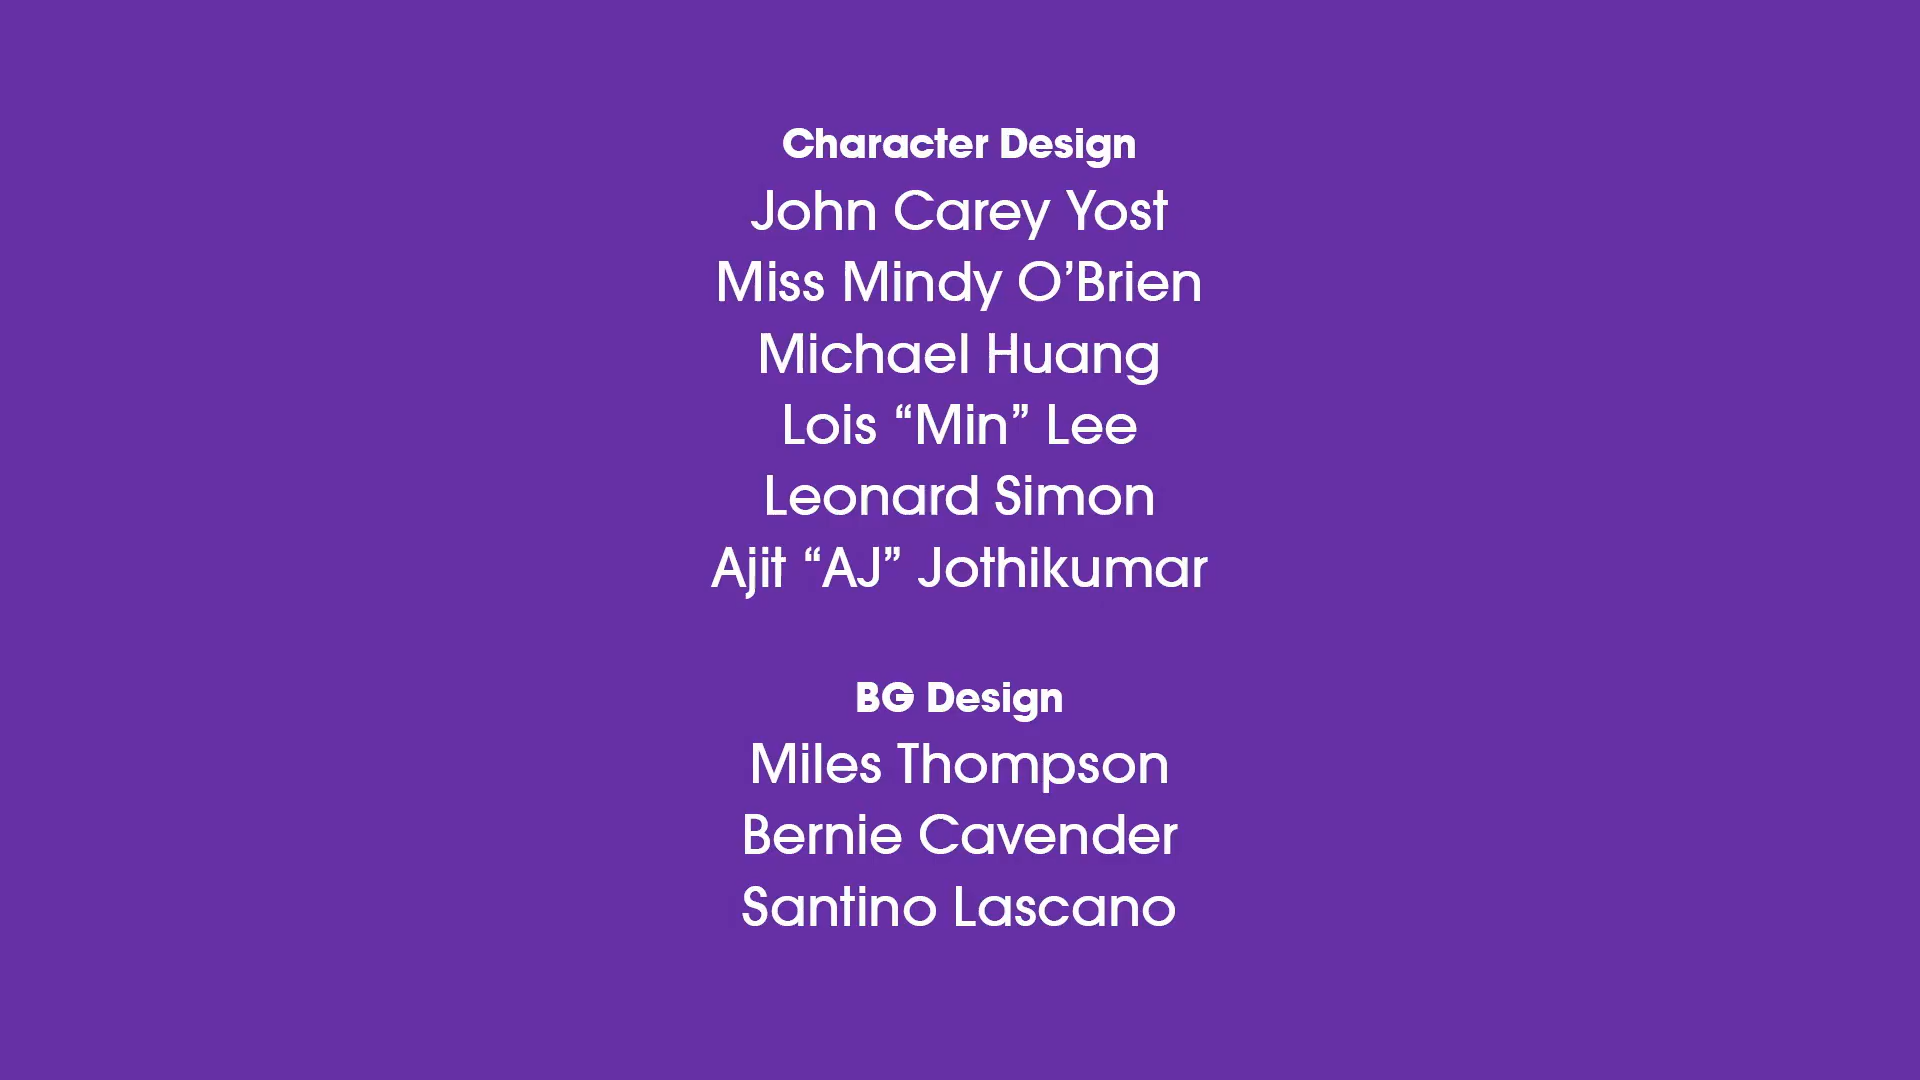 Character Design
John Carey Yost
Miss Mindy O’Brien
Michael Huang
Lois “Min” Lee
Leonard Simon
Ajit “AJ” Jothikumar
BG Design
Miles Thompson
Bernie Cavender
Santino Lascano